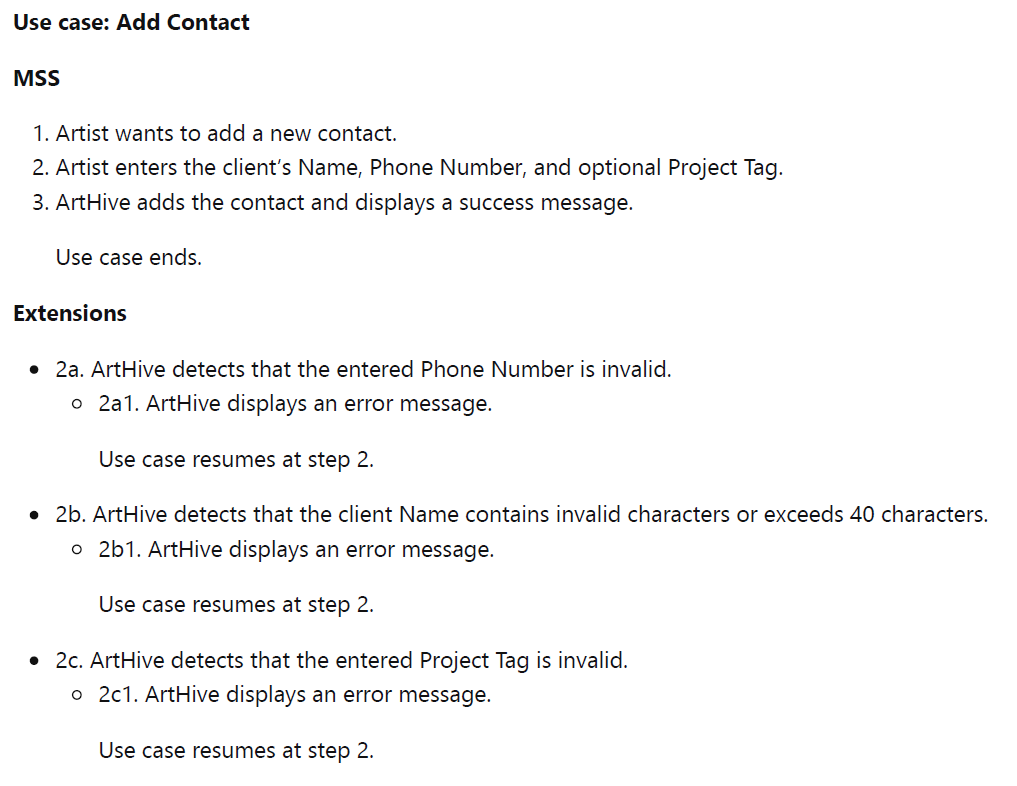 Use case: Add Contact
MSS
1. Artist wants to add a new contact.
2. Artist enters the client's Name, Phone Number, and optional Project Tag.
3. ArtHive adds the contact and displays a success message.
Use case ends.
Extensions
• 2a. ArtHive detects that the entered Phone Number is invalid.
○ 2a1. ArtHive displays an error message.
Use case resumes at step 2.
• 2b. ArtHive detects that the client Name contains invalid characters or exceeds 40 characters.
○ 2b1. ArtHive displays an error message.
Use case resumes at step 2.
• 2c. ArtHive detects that the entered Project Tag is invalid.
○ 2c1. ArtHive displays an error message.
Use case resumes at step 2.